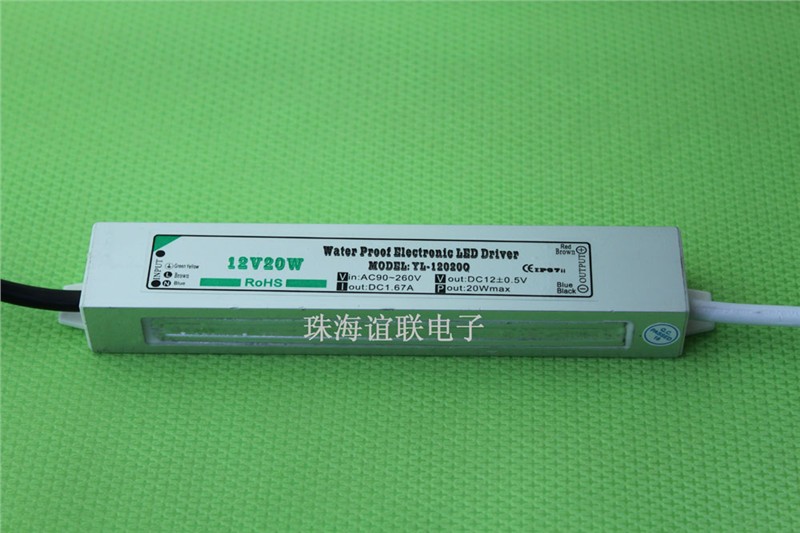 INPUT
Green Yellow
L Brown
N Blue
12V20W
RoHS
Water Proof Electronic LED Driver
MODEL: YL-12020Q
Vin:AC90~260V
Vout:DC12±0.5V
Iout:DC1.67A
Pout:20Wmax
CE IP67
Red
Brown
Blue
Black
OUTPUT
珠海谊联电子
Q.C.
PASSED